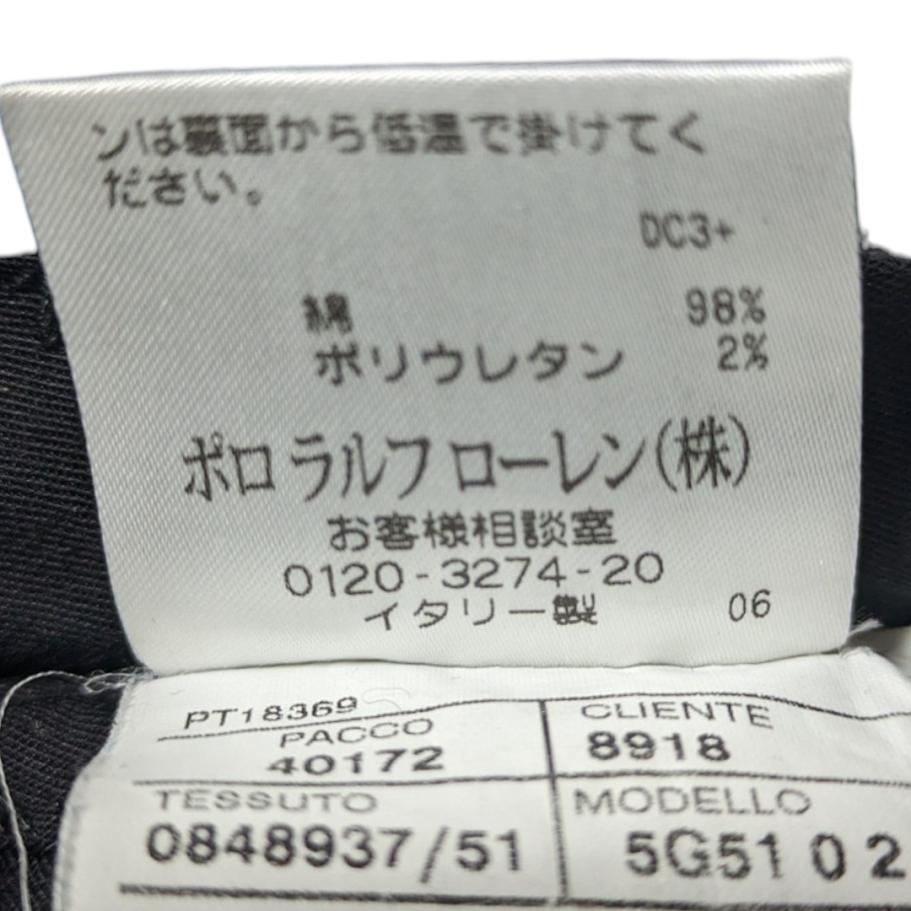 ンは裏面から低温で掛けてく
ださい。
DC3+
綿 98%
ポリウレタン 2%
ポロ ラルフ ローレン(株)
お客様相談室
0120-3274-20
イタリー製 06
PT18369
PACCO
40172
CLIENTE
8918
TESSUTO
0848937/51
MODELLO
5G51 0 2